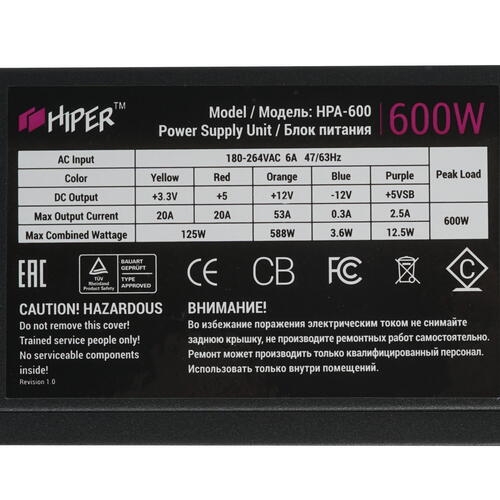 HIPER™
Model / Модель: HPA-600
Power Supply Unit / Блок питания
600W
AC Input 180-264VAC 6A 47/63Hz Peak Load
Color Yellow Red Orange Blue Purple
DC Output +3.3V +5 +12V -12V +5VSB
Max Output Current 20A 20A 53A 0.3A 2.5A 600W
Max Combined Wattage 125W 588W 3.6W 12.5W
EAC
TÜV Rheinland Product Safety
BAUART GEPRÜFT
TYPE APPROVED
CE
CB
FC
C
CAUTION! HAZARDOUS
Do not remove this cover!
Trained service people only!
No serviceable components
inside!
Revision 1.0
ВНИМАНИЕ!
Во избежание поражения электрическим током не снимайте
заднюю крышку, не производите ремонтных работ самостоятельно.
Ремонт может производить только квалифицированный персонал.
Использовать только внутри помещений.